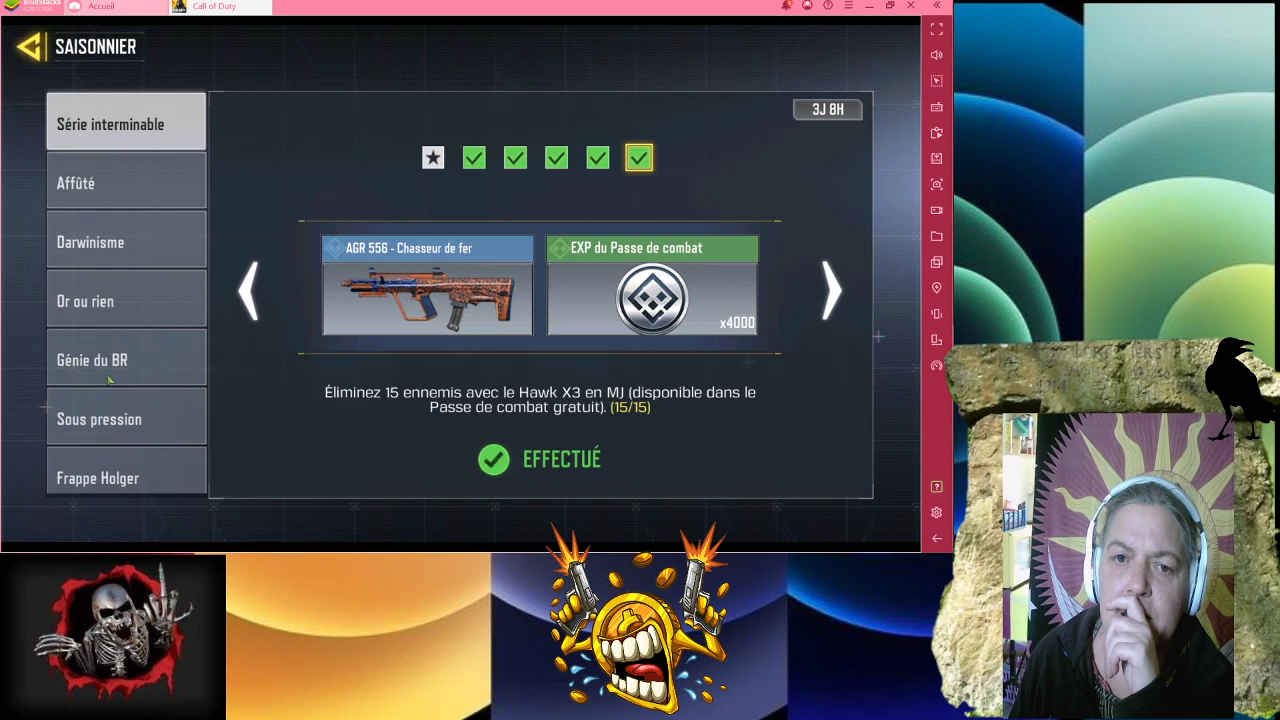 BlueStacks
Accueil
Call of Duty
SAISONNIER
3J 8H
Série interminable
Affûté
Darwinisme
Or ou rien
Génie du BR
Sous pression
Frappe Holger
AGR 556 - Chasseur de fer
EXP du Passe de combat
x4000
Éliminez 15 ennemis avec le Hawk X3 en MJ (disponible dans le
Passe de combat gratuit). (15/15)
EFFECTUÉ